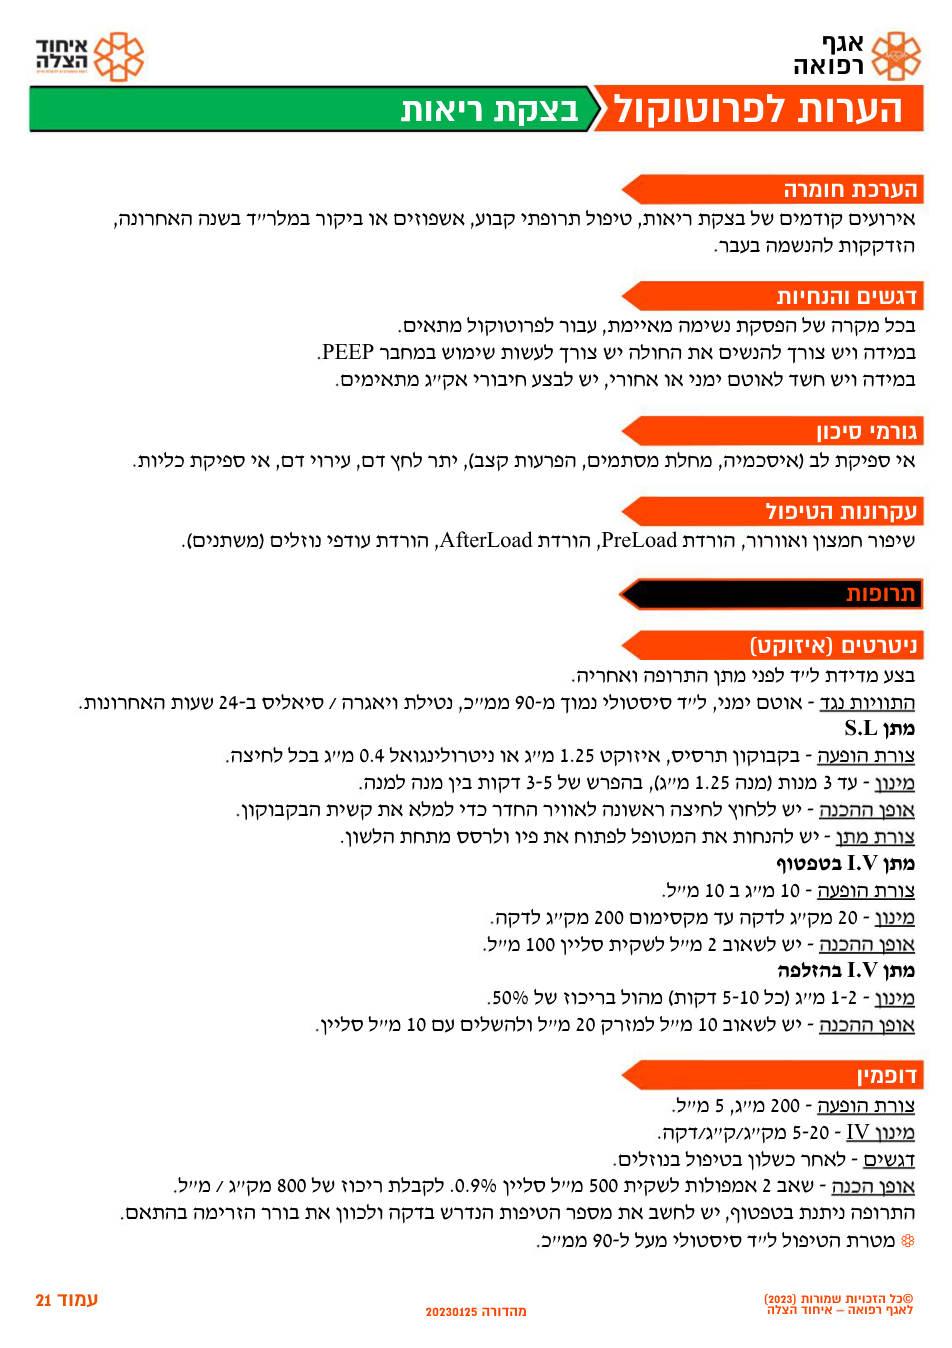 איחוד
הצלה
אגף
רפואה
הערות לפרוטוקול
בצקת ריאות
הערכת חומרה
אירועים קודמים של בצקת ריאות, טיפול תרופתי קבוע, אשפוזים או ביקור במלר״ד בשנה האחרונה,
הזדקקות להנשמה בעבר.
דגשים והנחיות
בכל מקרה של הפסקת נשימה מאיימת, עבור לפרוטוקול מתאים.
במידה ויש צורך להנשים את החולה יש צורך לעשות שימוש במחבר PEEP.
במידה ויש חשד לאוטם ימני או אחורי, יש לבצע חיבורי אק״ג מתאימים.
גורמי סיכון
אי ספיקת לב (איסכמיה, מחלת מסתמים, הפרעות קצב), יתר לחץ דם, עירוי דם, אי ספיקת כליות.
עקרונות הטיפול
שיפור חמצון ואוורור, הורדת PreLoad, הורדת AfterLoad, הורדת עודפי נוזלים (משתנים).
תרופות
ניטרטים (איזוקט)
בצע מדידת ל״ד לפני מתן התרופה ואחריה.
התוויות נגד - אוטם ימני, ל״ד סיסטולי נמוך מ-90 ממ״כ, נטילת ויאגרה / סיאליס ב-24 שעות האחרונות.
מתן S.L
צורת הופעה - בקבוקון תרסיס, איזוקט 1.25 מ״ג או ניטרולינגואל 0.4 מ״ג בכל לחיצה.
מינון - עד 3 מנות (מנה 1.25 מ״ג), בהפרש של 3-5 דקות בין מנה למנה.
אופן ההכנה - יש ללחוץ לחיצה ראשונה לאוויר החדר כדי למלא את קשית הבקבוקון.
צורת מתן - יש להנחות את המטופל לפתוח את פיו ולרסס מתחת הלשון.
מתן I.V בטפטוף
צורת הופעה - 10 מ״ג ב 10 מ״ל.
מינון - 20 מק״ג לדקה עד מקסימום 200 מק״ג לדקה.
אופן ההכנה - יש לשאוב 2 מ״ל לשקית סליין 100 מ״ל.
מתן I.V בהזלפה
מינון - 1-2 מ״ג (כל 5-10 דקות) מהול בריכוז של 50%.
אופן ההכנה - יש לשאוב 10 מ״ל למזרק 20 מ״ל ולהשלים עם 10 מ״ל סליין.
דופמין
צורת הופעה - 200 מ״ג, 5 מ״ל.
מינון IV - 5-20 מק״ג/ק״ג/דקה.
דגשים - לאחר כשלון בטיפול בנוזלים.
אופן הכנה - שאב 2 אמפולות לשקית 500 מ״ל סליין 0.9%. לקבלת ריכוז של 800 מק״ג / מ״ל.
התרופה ניתנת בטפטוף, יש לחשב את מספר הטיפות הנדרש בדקה ולכוון את בורר הזרימה בהתאם.
מטרת הטיפול ל״ד סיסטולי מעל ל-90 ממ״כ.
©כל הזכויות שמורות (2023)
לאגף רפואה – איחוד הצלה
מהדורה 20230125
עמוד 21